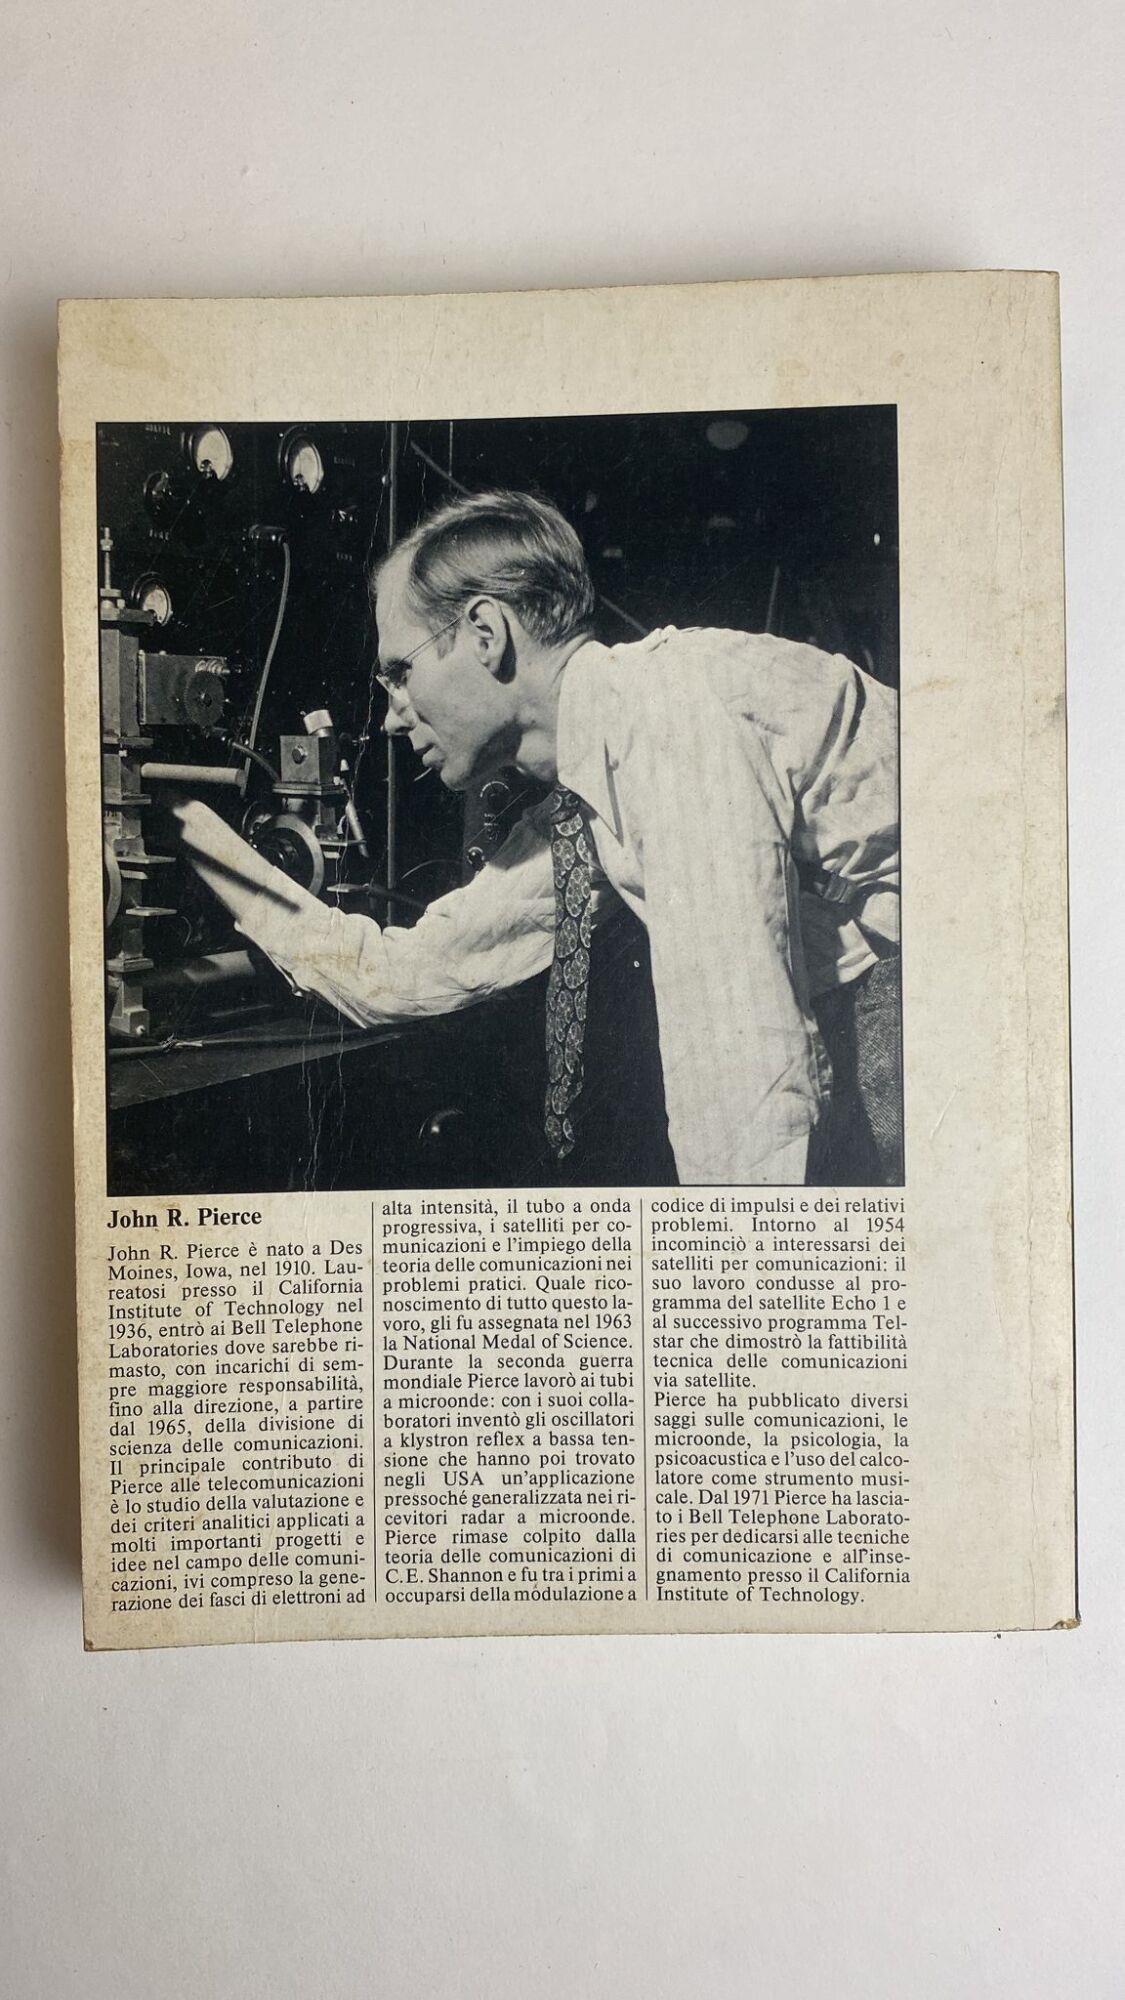 John R. Pierce
John R. Pierce è nato a Des
Moines, Iowa, nel 1910. Lau-
reatosi presso il California
Institute of Technology nel
1936, entrò ai Bell Telephone
Laboratories dove sarebbe ri-
masto, con incarichi di sem-
pre maggiore responsabilità,
fino alla direzione, a partire
dal 1965, della divisione di
scienza delle comunicazioni.
Il principale contributo di
Pierce alle telecomunicazioni
è lo studio della valutazione e
dei criteri analitici applicati a
molti importanti progetti e
idee nel campo delle comuni-
cazioni, ivi compreso la gene-
razione dei fasci di elettroni ad
alta intensità, il tubo a onda
progressiva, i satelliti per co-
municazioni e l'impiego della
teoria delle comunicazioni nei
problemi pratici. Quale rico-
noscimento di tutto questo la-
voro, gli fu assegnata nel 1963
la National Medal of Science.
Durante la seconda guerra
mondiale Pierce lavorò ai tubi
a microonde: con i suoi colla-
boratori inventò gli oscillatori
a klystron reflex a bassa ten-
sione che hanno poi trovato
negli USA un'applicazione
pressoché generalizzata nei ri-
cevitori radar a microonde.
Pierce rimase colpito dalla
teoria delle comunicazioni di
C.E. Shannon e fu tra i primi a
occuparsi della modulazione a
codice di impulsi e dei relativi
problemi. Intorno al 1954
incominciò a interessarsi dei
satelliti per comunicazioni: il
suo lavoro condusse al pro-
gramma del satellite Echo 1 e
al successivo programma Tel-
star che dimostrò la fattibilità
tecnica delle comunicazioni
via satellite.
Pierce ha pubblicato diversi
saggi sulle comunicazioni, le
microonde, la psicologia, la
psicoacustica e l'uso del calco-
latore come strumento musi-
cale. Dal 1971 Pierce ha lascia-
to i Bell Telephone Laborato-
ries per dedicarsi alle tecniche
di comunicazione e all'inse-
gnamento presso il California
Institute of Technology.